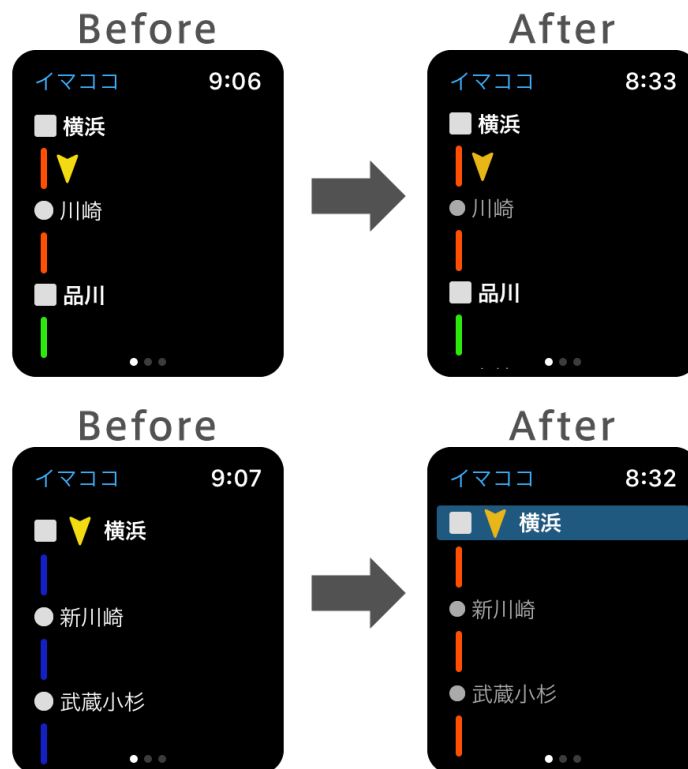 Before
After
イマココ 9:06
イマココ 8:33
横浜
横浜
川崎
川崎
品川
品川
Before
After
イマココ 9:07
イマココ 8:32
横浜
横浜
新川崎
新川崎
武蔵小杉
武蔵小杉